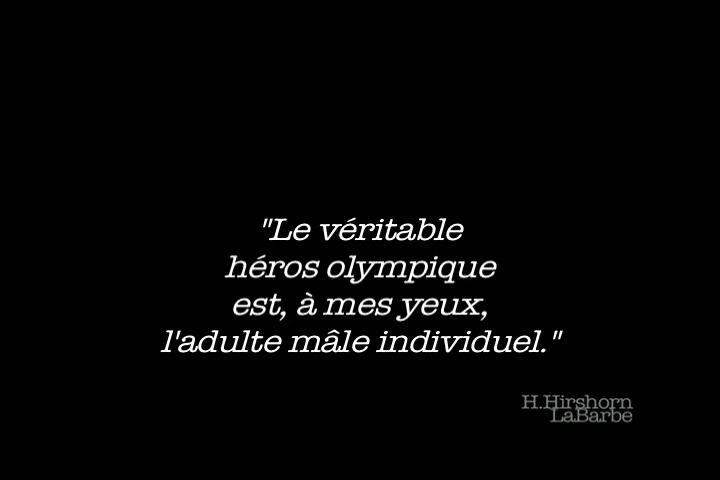 "Le véritable
héros olympique
est, à mes yeux,
l'adulte mâle individuel."
H.Hirshorn
LaBarbe